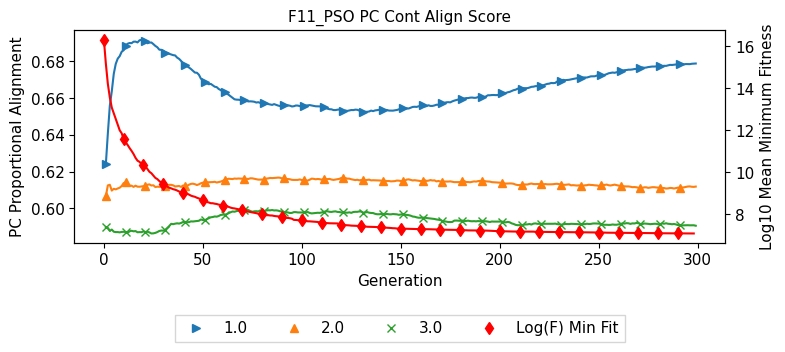 F11_PSO PC Cont Align Score
PC Proportional Alignment
0.68
0.66
0.64
0.62
0.60
16
14
12
10
8
Log10 Mean Minimum Fitness
0 50 100 150 200 250 300
Generation
1.0 2.0 3.0 Log(F) Min Fit